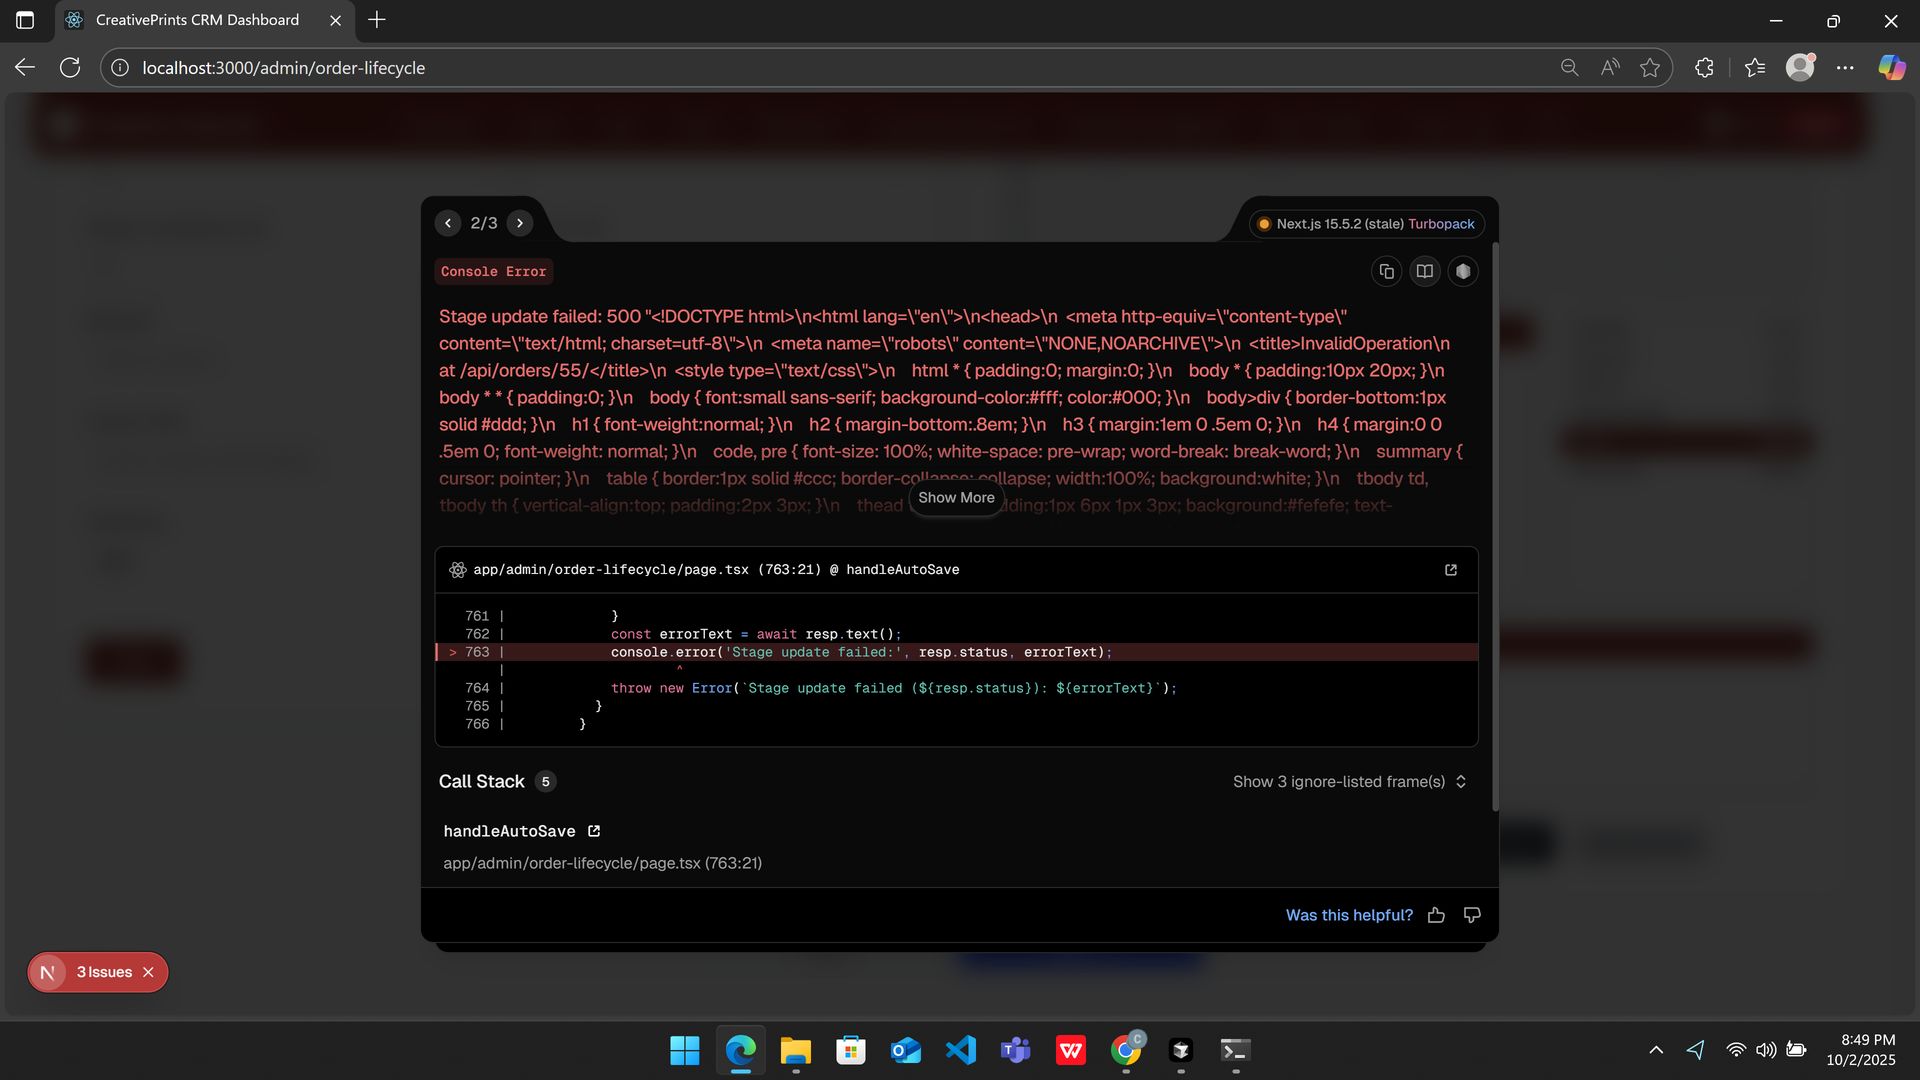 CreativePrints CRM Dashboard
localhost:3000/admin/order-lifecycle
2/3
Next.js 15.5.2 (stale) Turbopack
Console Error
Stage update failed: 500 "<!DOCTYPE html>\n<html lang=\"en\">\n<head>\n  <meta http-equiv=\"content-type\"
content=\"text/html; charset=utf-8\">\n  <meta name=\"robots\" content=\"NONE,NOARCHIVE\">\n  <title>InvalidOperation\n
at /api/orders/55/</title>\n  <style type=\"text/css\">\n    html * { padding:0; margin:0; }\n    body * { padding:10px 20px; }\n
body * * { padding:0; }\n    body { font:small sans-serif; background-color:#fff; color:#000; }\n    body>div { border-bottom:1px
solid #ddd; }\n    h1 { font-weight:normal; }\n    h2 { margin-bottom:.8em; }\n    h3 { margin:1em 0 .5em 0; }\n    h4 { margin:0 0
.5em 0; font-weight: normal; }\n    code, pre { font-size: 100%; white-space: pre-wrap; word-break: break-word; }\n    summary {
cursor: pointer; }\n    table { border:1px solid #ccc; border-collapse: collapse; width:100%; background:white; }\n    tbody td,
tbody th { vertical-align:top; padding:2px 3px; }\n    thead padding:1px 6px 1px 3px; background:#fefefe; text-
Show More
app/admin/order-lifecycle/page.tsx (763:21) @ handleAutoSave
761 |             }
762 |             const errorText = await resp.text();
> 763 |             console.error('Stage update failed:', resp.status, errorText);
|                     ^
764 |             throw new Error(`Stage update failed (${resp.status}): ${errorText}`);
765 |           }
766 |         }
Call Stack 5
Show 3 ignore-listed frame(s)
handleAutoSave
app/admin/order-lifecycle/page.tsx (763:21)
Was this helpful?
N 3 Issues
8:49 PM
10/2/2025